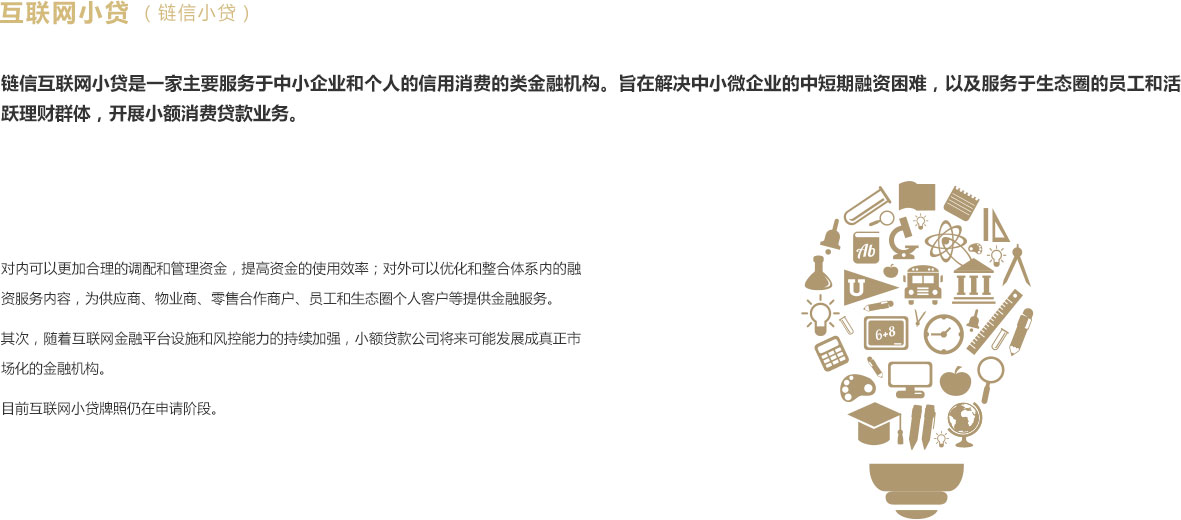 互联网小贷（链信小贷）
链信互联网小贷是一家主要服务于中小企业和个人的信用消费的类金融机构。旨在解决中小微企业的中短期融资困难，以及服务于生态圈的员工和活
跃理财群体，开展小额消费贷款业务。
对内可以更加合理的调配和管理资金，提高资金的使用效率；对外可以优化和整合体系内的融
资服务内容，为供应商、物业商、零售合作商户、员工和生态圈个人客户等提供金融服务。
其次，随着互联网金融平台设施和风控能力的持续加强，小额贷款公司将来可能发展成真正市
场化的金融机构。
目前互联网小贷牌照仍在申请阶段。
Ab
U
6+8